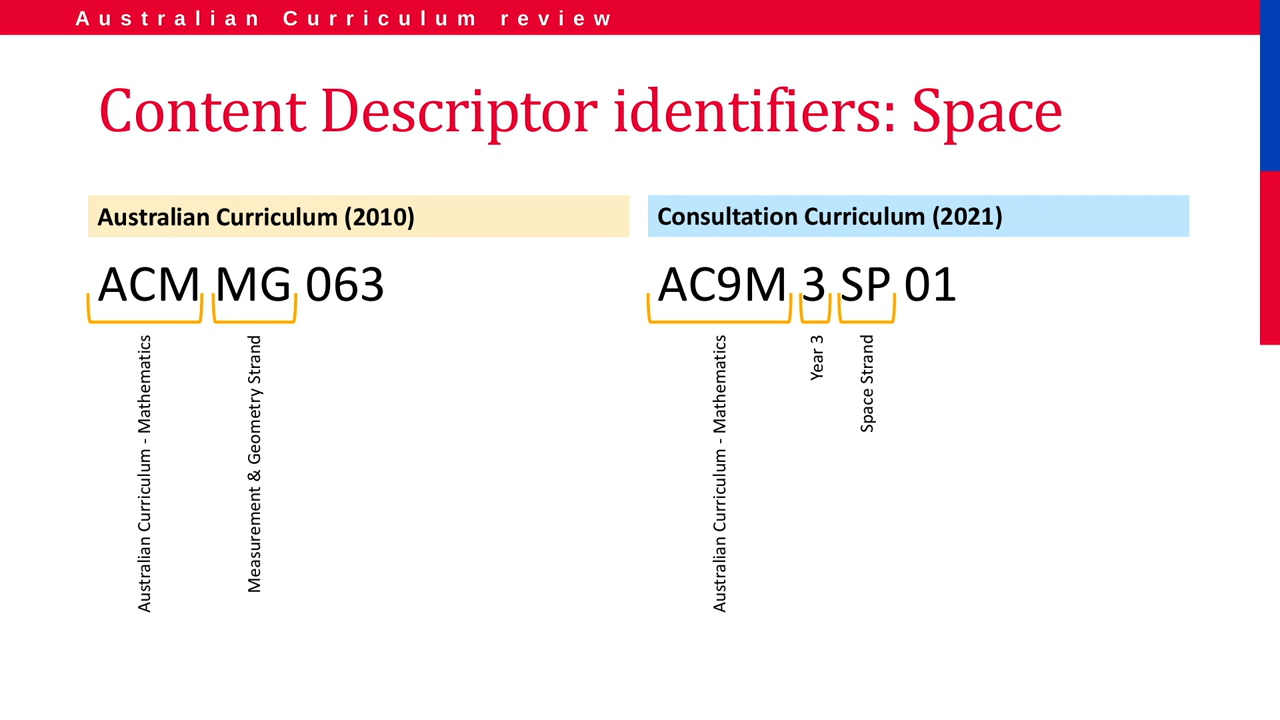 Australian Curriculum review
Content Descriptor identifiers: Space
Australian Curriculum (2010)
ACM MG 063
Australian Curriculum - Mathematics
Measurement & Geometry Strand
Consultation Curriculum (2021)
AC9M 3 SP 01
Australian Curriculum - Mathematics
Year 3
Space Strand